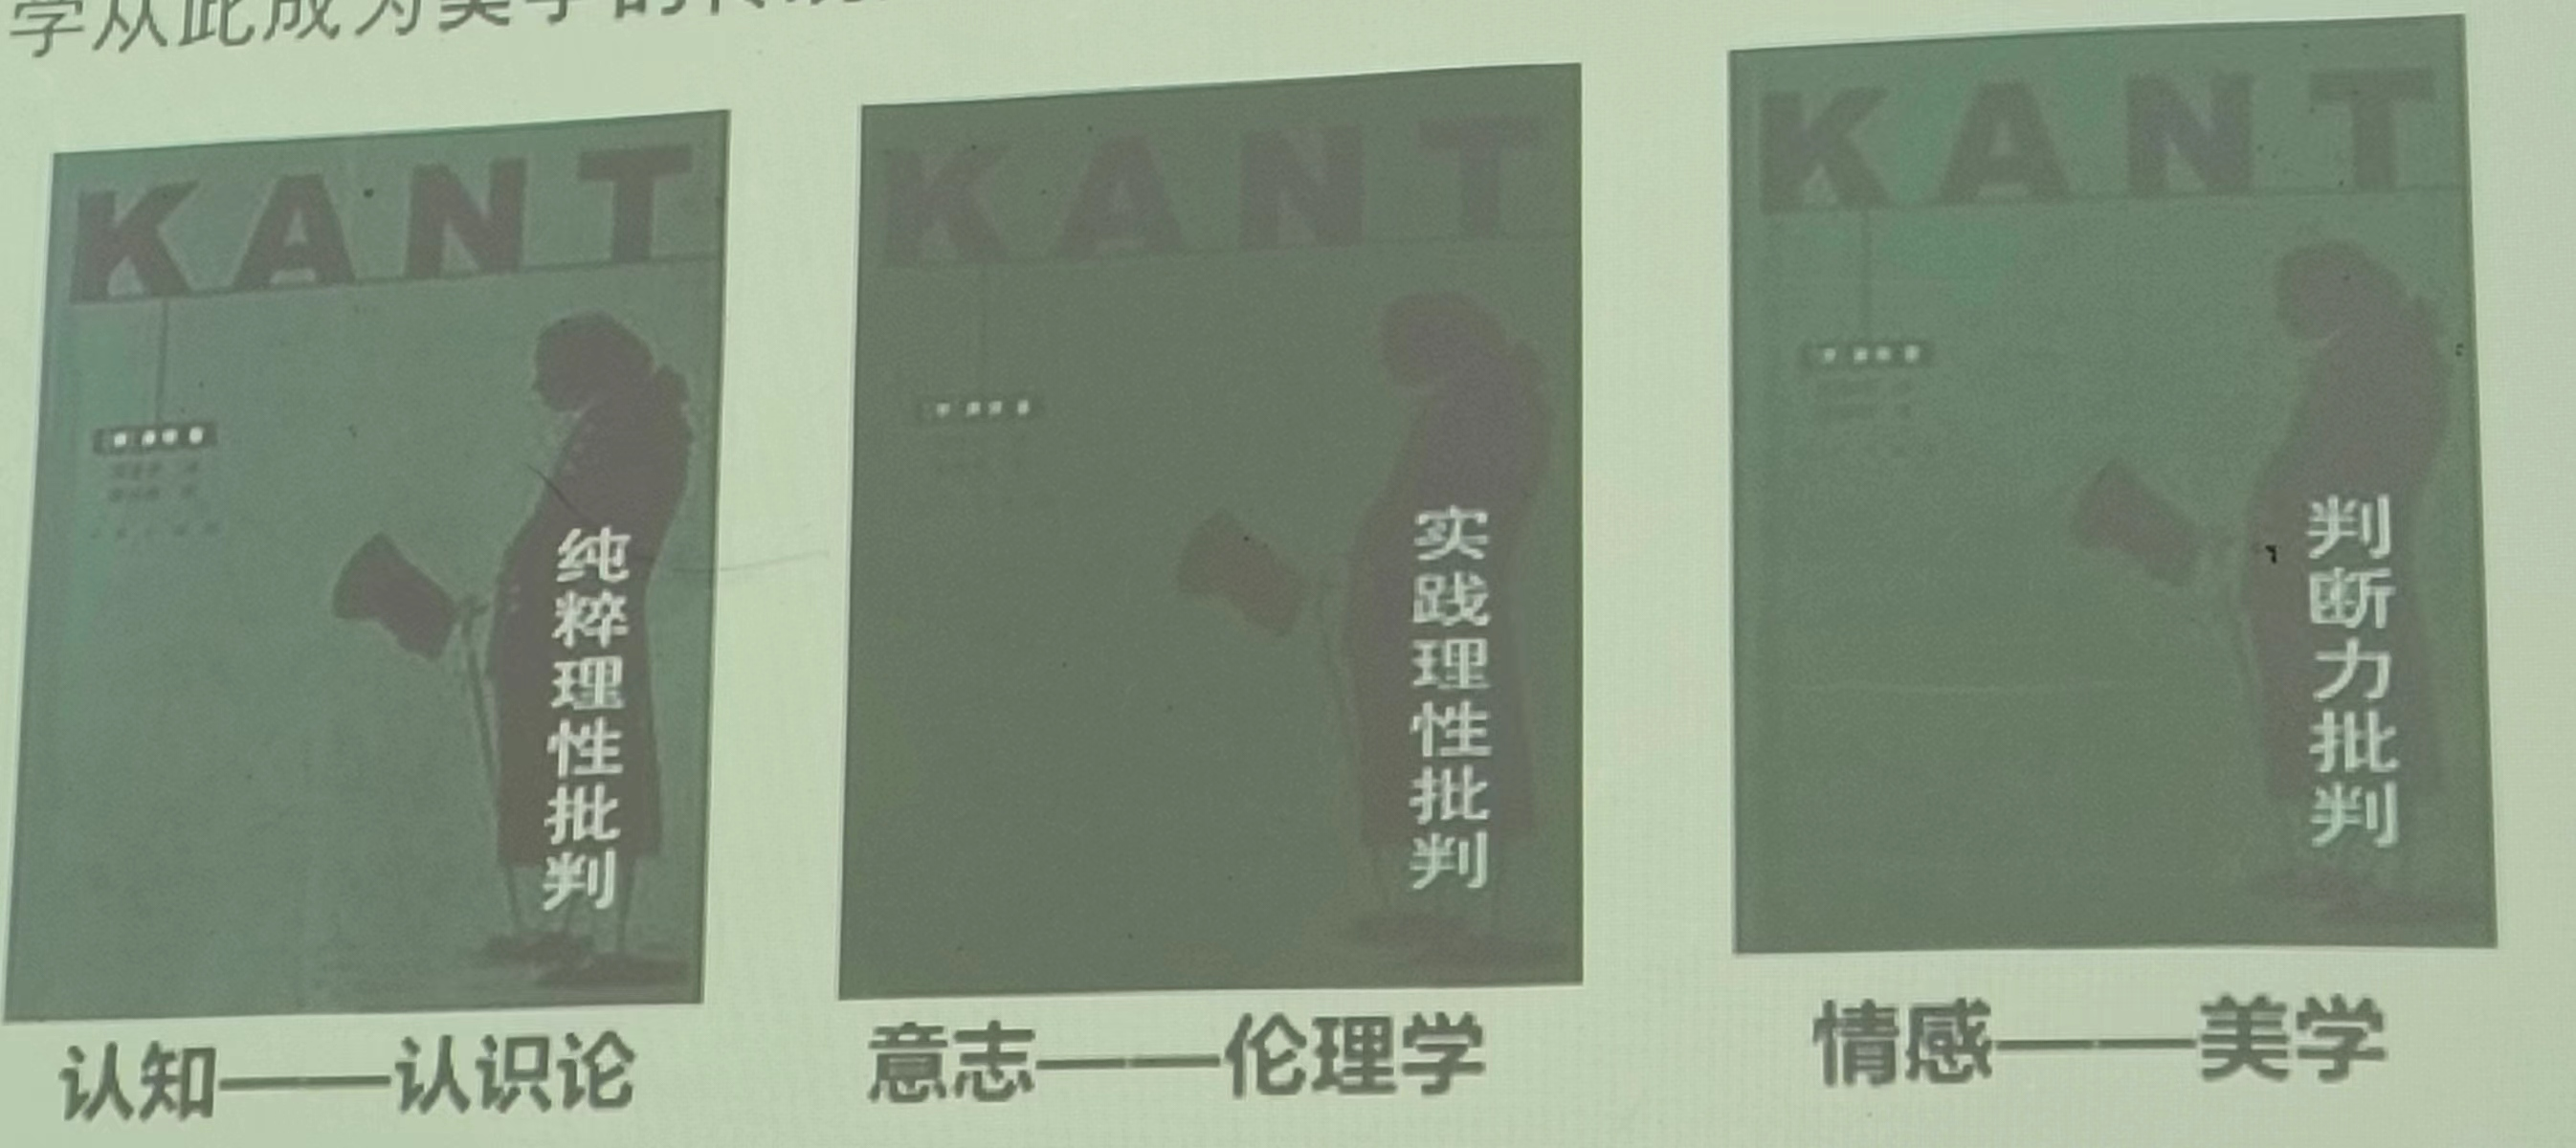 学从此成为美学的传统
KANT
纯粹理性批判
认知——认识论
KANT
实践理性批判
意志——伦理学
KANT
判断力批判
情感——美学